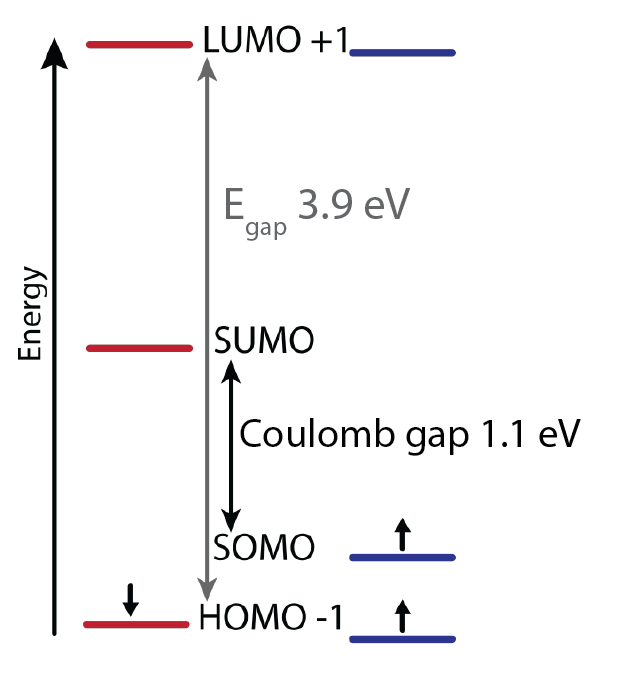 LUMO +1
E gap 3.9 eV
Energy
SUMO
Coulomb gap 1.1 eV
SOMO
HOMO -1